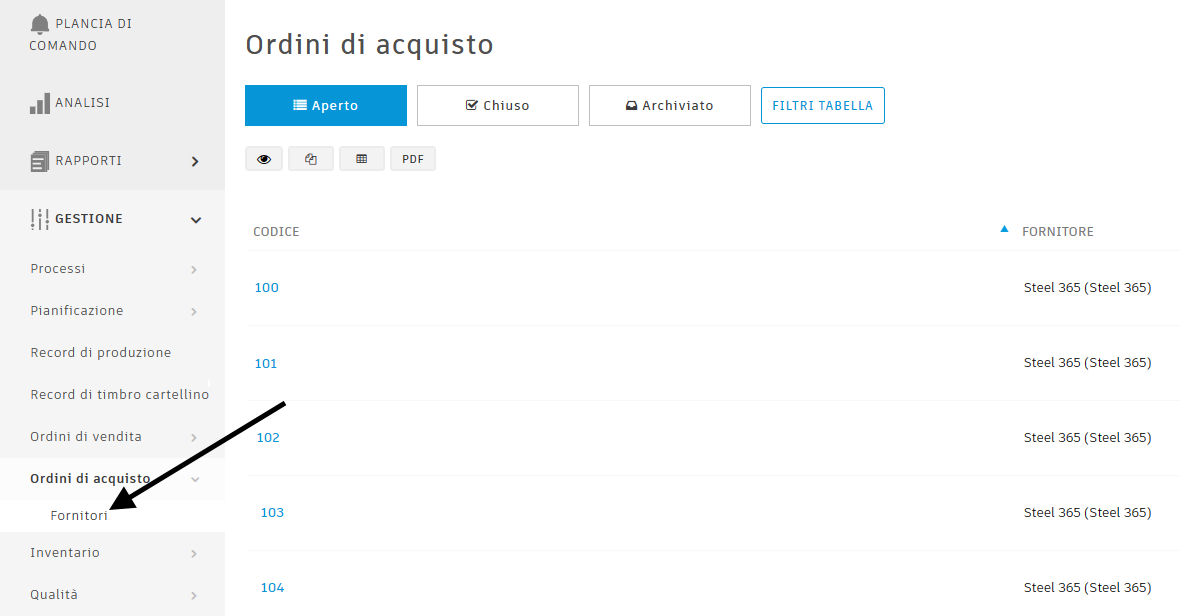 PLANCIA DI
COMANDO
ANALISI
RAPPORTI
GESTIONE
Processi
Pianificazione
Record di produzione
Record di timbro cartellino
Ordini di vendita
Ordini di acquisto
Fornitori
Inventario
Qualità
Ordini di acquisto
Aperto
Chiuso
Archiviato
FILTRI TABELLA
PDF
CODICE
FORNITORE
100
Steel 365 (Steel 365)
101
Steel 365 (Steel 365)
102
Steel 365 (Steel 365)
103
Steel 365 (Steel 365)
104
Steel 365 (Steel 365)